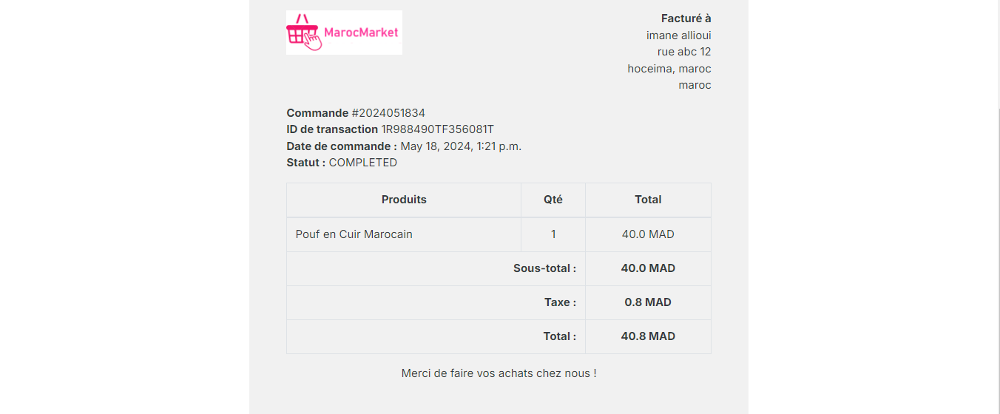 MarocMarket
Facturé à
imane allioui
rue abc 12
hoceima, maroc
maroc
Commande #2024051834
ID de transaction 1R988490TF356081T
Date de commande : May 18, 2024, 1:21 p.m.
Statut : COMPLETED
Produits Qté Total
Pouf en Cuir Marocain 1 40.0 MAD
Sous-total : 40.0 MAD
Taxe : 0.8 MAD
Total : 40.8 MAD
Merci de faire vos achats chez nous !